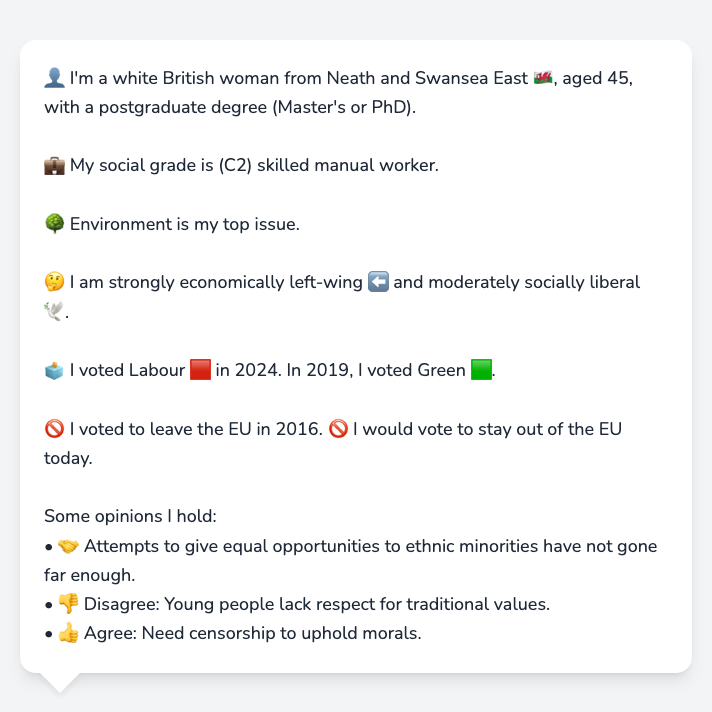 👤 I'm a white British woman from Neath and Swansea East 🏴󠁧󠁢󠁷󠁬󠁳󠁿, aged 45,
with a postgraduate degree (Master's or PhD).
💼 My social grade is (C2) skilled manual worker.
🌳 Environment is my top issue.
🤔 I am strongly economically left-wing ⬅️ and moderately socially liberal
🕊️.
🗳️ I voted Labour 🟥 in 2024. In 2019, I voted Green 🟩.
🚫 I voted to leave the EU in 2016. 🚫 I would vote to stay out of the EU
today.
Some opinions I hold:
• 🤝 Attempts to give equal opportunities to ethnic minorities have not gone
far enough.
• 👎 Disagree: Young people lack respect for traditional values.
• 👍 Agree: Need censorship to uphold morals.